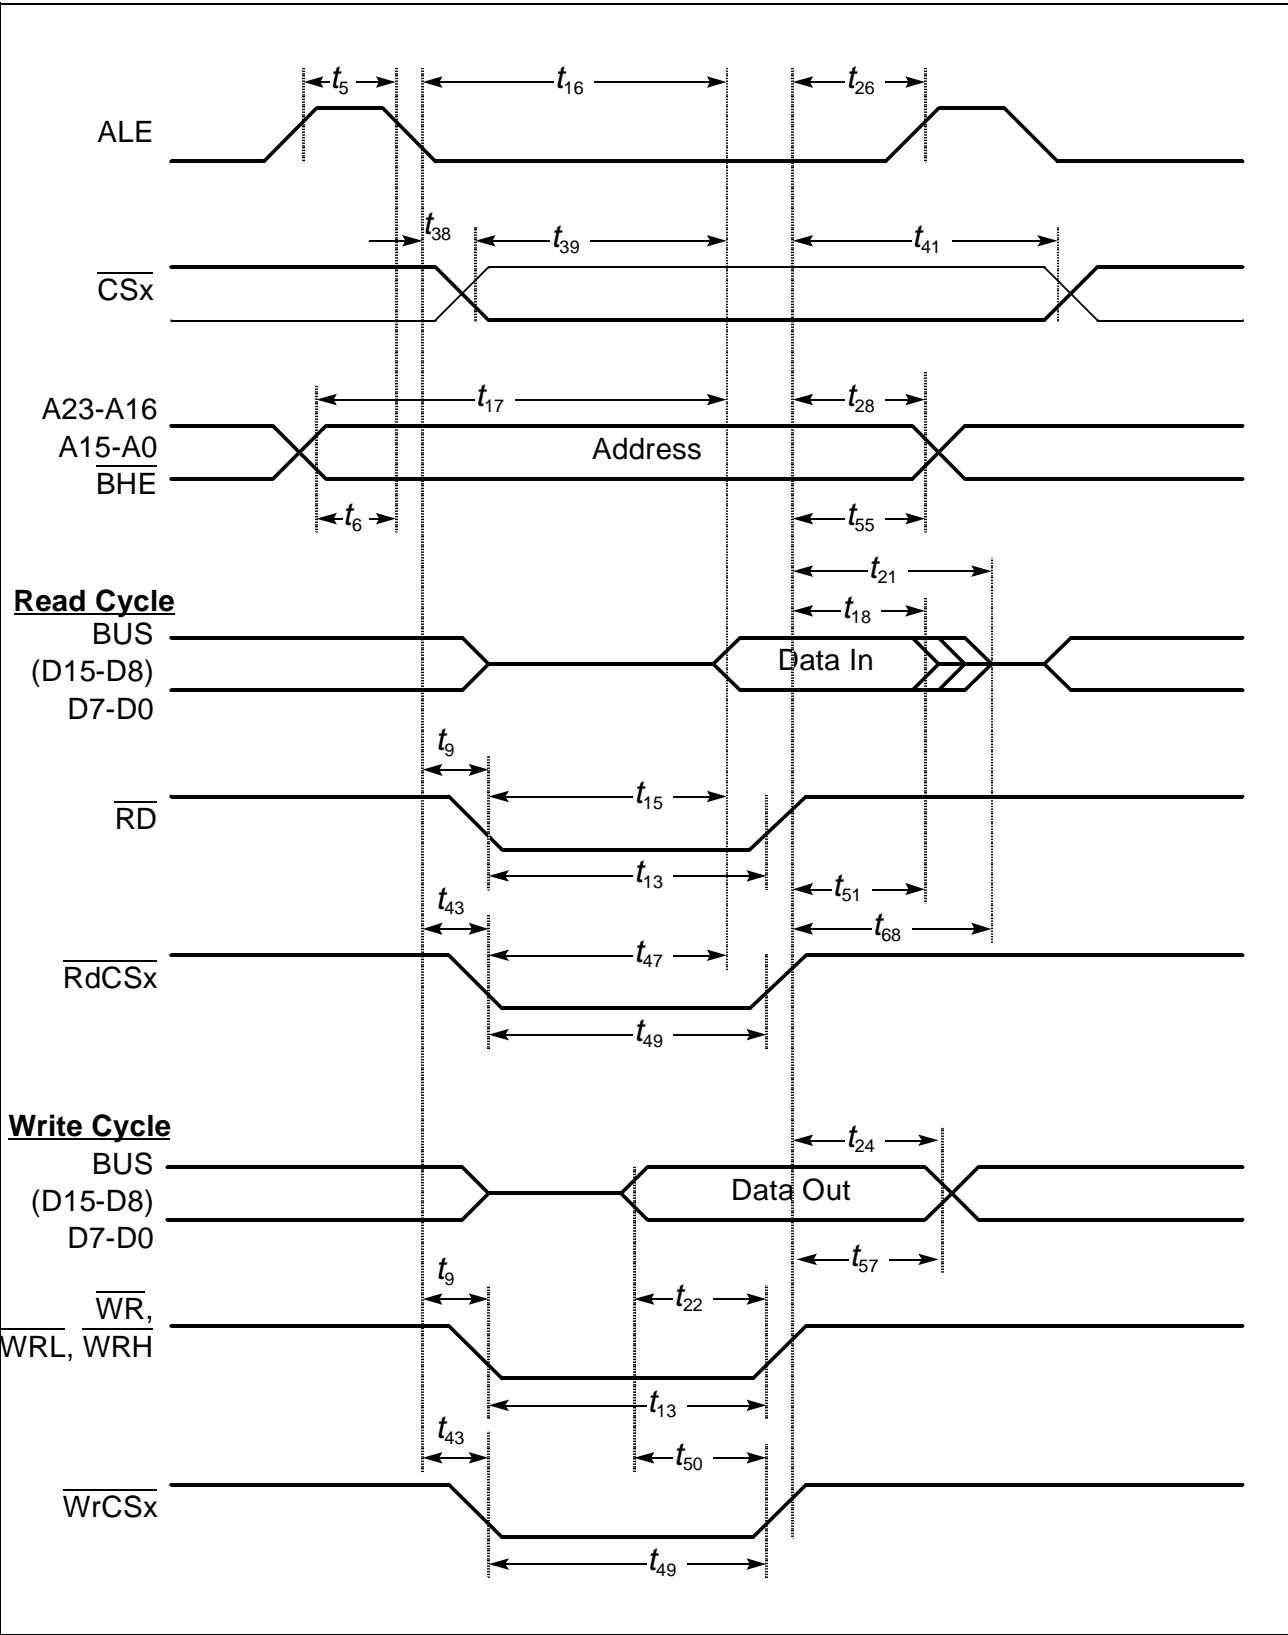 t5 t16 t26
ALE
t38 t39 t41
CSx
t17 t28
A23-A16
A15-A0
BHE
Address
t6 t55
t21
Read Cycle
t18
BUS
(D15-D8)
D7-D0
Data In
t9
t15
RD
t13 t51
t43
t68
t47
RdCSx
t49
Write Cycle
t24
BUS
(D15-D8)
D7-D0
Data Out
t57
t9
t22
WR,
WRL, WRH
t13
t43
t50
WrCSx
t49